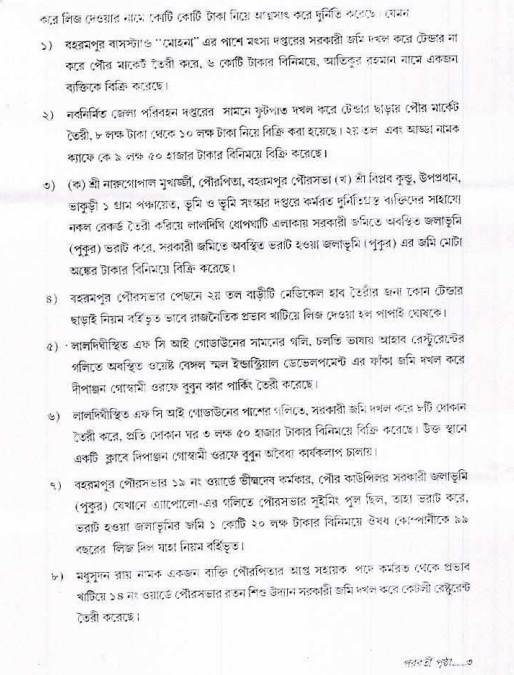 করে লিজ দেওয়ার নামে কোটি কোটি টাকা নিয়ে আত্মসাৎ করে দুর্নিতি করেছে। যেমন
১) বহরমপুর বাসস্ট্যাণ্ড "মোহনা" এর পাশে মৎস্য দপ্তরের সরকারী জমি দখল করে টেন্ডার না
করে পৌর মার্কেট তৈরী করে, ৬ কোটি টাকার বিনিময়ে, আতিকুর রহমান নামে একজন
ব্যক্তিকে বিক্রি করেছে।
২) নবনির্মিত জেলা পরিবহন দপ্তরের সামনে ফুটপাত দখল করে টেন্ডার ছাড়ায় পৌর মার্কেট
তৈরী, ৮ লক্ষ টাকা থেকে ১০ লক্ষ টাকা নিয়ে বিক্রি করা হয়েছে। ২য় তল এবং আড্ডা নামক
ক্যাফে কে ৯ লক্ষ ৫০ হাজার টাকার বিনিময়ে বিক্রি করেছে।
৩) (ক) শ্রী নারুগোপাল মুখার্জ্জী, পৌরপিতা, বহরমপুর পৌরসভা (খ) শ্রী বিপ্লব কুন্ডু, উপপ্রধান,
ভাকুড়ী ১ গ্রাম পঞ্চায়েত, ভূমি ও ভূমি সংস্কার দপ্তরে কর্মরত দুর্নিতিগ্রস্ত ব্যক্তিদের সাহায্যে
নকল রেকর্ড তৈরী করিয়ে লালদিঘি ধোপঘাটি এলাকায় সরকারী জমিতে অবস্থিত জলাভূমি
(পুকুর) ভরাট করে, সরকারী জমিতে অবস্থিত ভরাট হওয়া জলাভূমি (পুকুর) এর জমি মোটা
অঙ্কের টাকার বিনিময়ে বিক্রি করেছে।
৪) বহরমপুর পৌরসভার পেছনে ২য় তল বাড়ীটি মেডিকেল হাব তৈরীর জন্য কোন টেন্ডার
ছাড়াই নিয়ম বর্হিভূত ভাবে রাজনৈতিক প্রভাব খাটিয়ে লিজ দেওয়া হল পাপাই ঘোষকে।
৫) লালদিঘীস্থিত এফ সি আই গোডাউনের সামনের গলি, চলতি ভাষায় আহার রেস্টুরেন্টের
গলিতে অবস্থিত ওয়েষ্ট বেঙ্গল স্মল ইন্ডাস্ট্রিয়াল ডেভেলপমেন্ট এর ফাঁকা জমি দখল করে
দীপাঞ্জন গোস্বামী ওরফে বুবুন কার পার্কিং তৈরী করেছে।
৬) লালদিঘীস্থিত এফ সি আই গোডাউনের পাশের গলিতে, সরকারী জমি দখল করে ৮টি দোকান
তৈরী করে, প্রতি দোকান ঘর ৩ লক্ষ ৫০ হাজার টাকার বিনিময়ে বিক্রি করেছে। উক্ত স্থানে
একটি ক্লাবে দিপাঞ্জন গোস্বামী ওরফে বুবুন অবৈধ্য কার্যকলাপ চালায়।
৭) বহরমপুর পৌরসভার ১৯ নং ওয়ার্ডে ভীষ্মদেব কর্মকার, পৌর কাউন্সিলর সরকারী জলাভূমি
(পুকুর) যেখানে এ্যাপোলো-এর গলিতে পৌরসভার সুইমিং পুল ছিল, তাহা ভরাট করে,
ভরাট হওয়া জলাভূমির জমি ১ কোটি ২০ লক্ষ টাকার বিনিময়ে ঔষধ কোম্পানীকে ৯৯
বছরের লিজ দিল যাহা নিয়ম বর্হিভূত।
৮) মধুসুদন রায় নামক একজন ব্যক্তি পৌরপিতার আপ্ত সহায়ক পদে কর্মরত থেকে প্রভাব
খাটিয়ে ১৪ নং ওয়ার্ডে পৌরসভার রতন শিশু উদ্যান সরকারী জমি দখল করে কেটলী রেষ্টুরেন্ট
তৈরী করেছে।
পরবর্তী পৃষ্ঠা.....৩